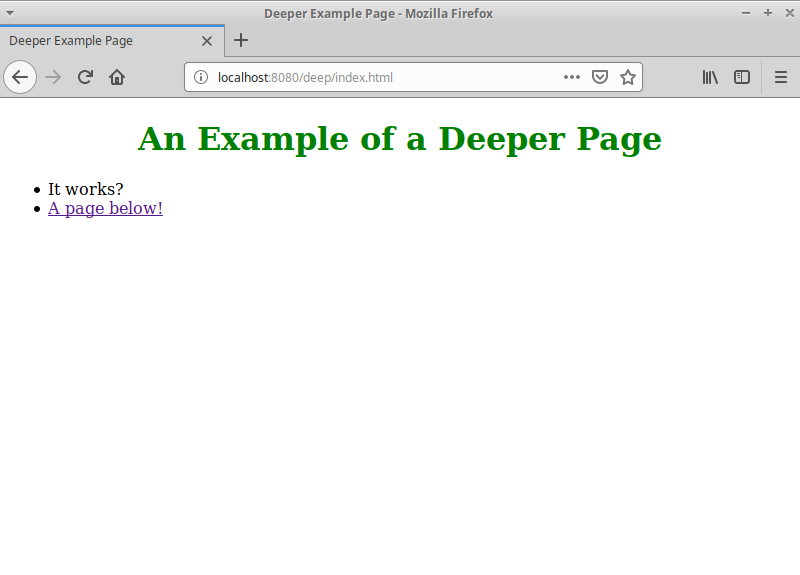 Deeper Example Page - Mozilla Firefox
Deeper Example Page
localhost:8080/deep/index.html
An Example of a Deeper Page
It works?
A page below!